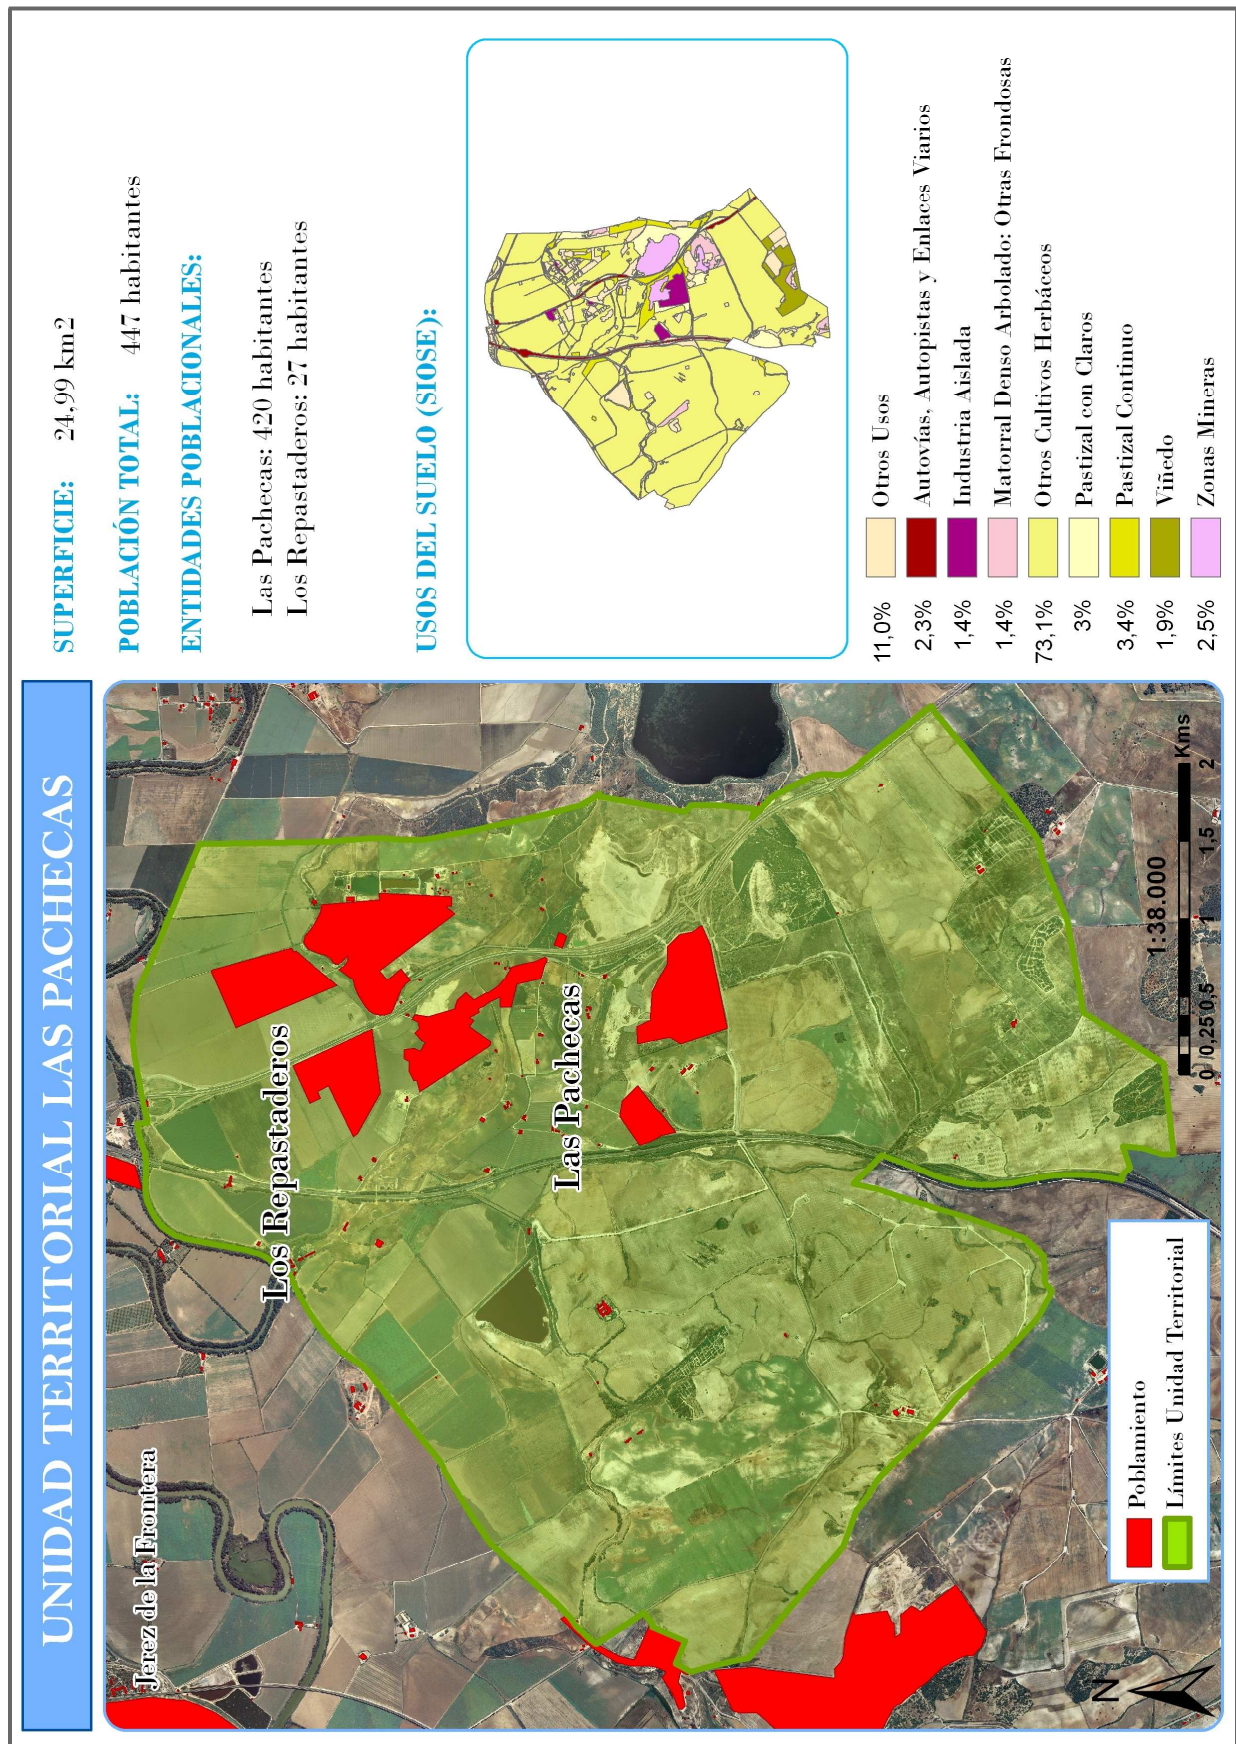 UNIDAD TERRITORIAL LAS PACHECAS
Jerez de la Frontera
Los Repastaderos
Las Pachecas
Poblamiento
Límites Unidad Territorial
N
1:38.000
0 0,25 0,5 1 1,5 2
Kms
SUPERFICIE: 24,99 km2
POBLACIÓN TOTAL: 447 habitantes
ENTIDADES POBLACIONALES:
Las Pachecas: 420 habitantes
Los Repastaderos: 27 habitantes
USOS DEL SUELO (SIOSE):
11,0% Otros Usos
2,3% Autovías, Autopistas y Enlaces Viarios
1,4% Industria Aislada
1,4% Matorral Denso Arbolado: Otras Frondosas
73,1% Otros Cultivos Herbáceos
3% Pastizal con Claros
3,4% Pastizal Continuo
1,9% Viñedo
2,5% Zonas Mineras